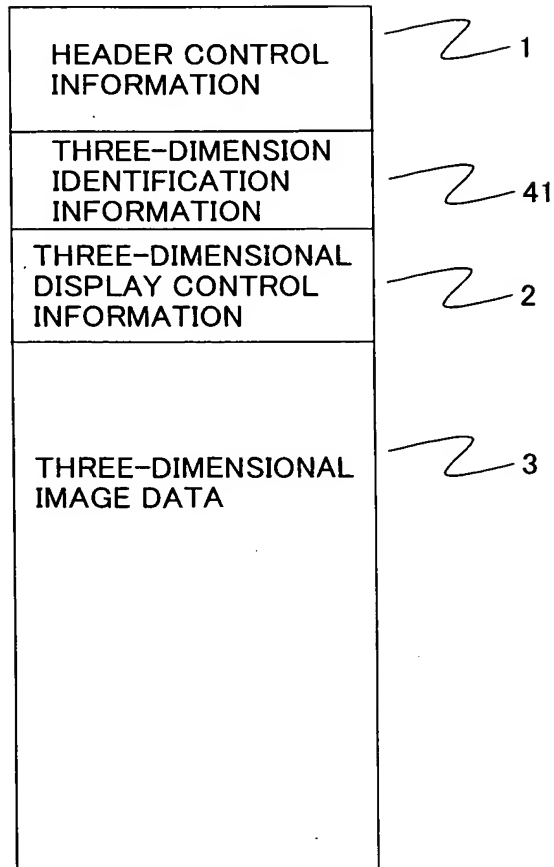 HEADER CONTROL
INFORMATION
1
THREE-DIMENSION
IDENTIFICATION
INFORMATION
41
THREE-DIMENSIONAL
DISPLAY CONTROL
INFORMATION
2
THREE-DIMENSIONAL
IMAGE DATA
3